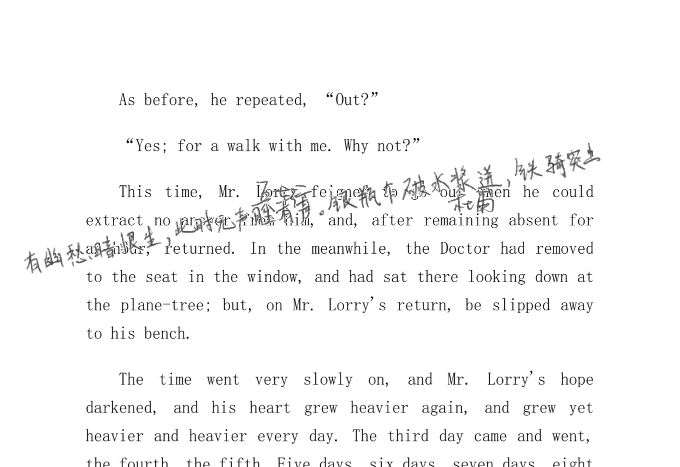 As before, he repeated, “Out?”
“Yes; for a walk with me. Why not?”
This time, Mr. Lorry feigned to go out when he could
extract no answer from him, and, after remaining absent for
an hour, returned. In the meanwhile, the Doctor had removed
to the seat in the window, and had sat there looking down at
the plane-tree; but, on Mr. Lorry's return, be slipped away
to his bench.
The time went very slowly on, and Mr. Lorry's hope
darkened, and his heart grew heavier again, and grew yet
heavier and heavier every day. The third day came and went,
the fourth, the fifth. Five days, six days, seven days, eight
有幽愁暗恨生，此时无声胜有声。银瓶乍破水浆迸，铁骑突出